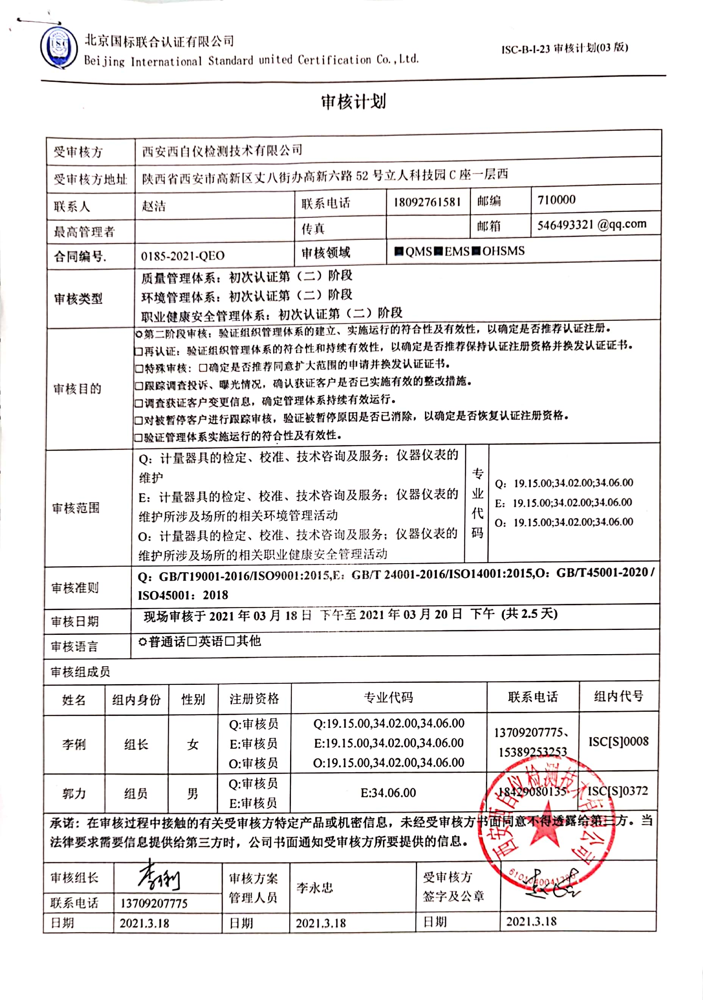 ISC
北京国标联合认证有限公司
Beijing International Standard united Certification Co.,Ltd.
ISC-B-I-23 审核计划(03 版)
审核计划
受审核方 西安西自仪检测技术有限公司
受审核方地址 陕西省西安市高新区丈八街办高新六路 52 号立人科技园 C 座一层西
联系人 赵洁 联系电话 18092761581 邮编 710000
最高管理者 传真 邮箱 546493321@qq.com
合同编号. 0185-2021-QEO 审核领域 ■QMS■EMS■OHSMS
审核类型
质量管理体系：初次认证第（二）阶段
环境管理体系：初次认证第（二）阶段
职业健康安全管理体系：初次认证第（二）阶段
审核目的
✪第二阶段审核：验证组织管理体系的建立、实施运行的符合性及有效性，以确定是否推荐认证注册。
□再认证：验证组织管理体系的符合性和持续有效性，以确定是否推荐保持认证注册资格并换发认证证书。
□特殊审核：□确定是否推荐同意扩大范围的申请并换发认证证书。
□跟踪调查投诉、曝光情况，确认获证客户是否已实施有效的整改措施。
□调查获证客户变更信息，确定管理体系持续有效运行。
□对被暂停客户进行跟踪审核，验证被暂停原因是否已消除，以确定是否恢复认证注册资格。
□验证管理体系实施运行的符合性及有效性。
审核范围
Q：计量器具的检定、校准、技术咨询及服务；仪器仪表的
维护
E：计量器具的检定、校准、技术咨询及服务；仪器仪表的
维护所涉及场所的相关环境管理活动
O：计量器具的检定、校准、技术咨询及服务；仪器仪表的
维护所涉及场所的相关职业健康安全管理活动
专业代码
Q：19.15.00;34.02.00;34.06.00
E：19.15.00;34.02.00;34.06.00
O：19.15.00;34.02.00;34.06.00
审核准则
Q：GB/T19001-2016/ISO9001:2015,E：GB/T 24001-2016/ISO14001:2015,O：GB/T45001-2020 /
ISO45001：2018
审核日期 现场审核于 2021 年 03 月 18 日 下午至 2021 年 03 月 20 日 下午 (共 2.5 天)
审核语言 ✪普通话□英语□其他
审核组成员
姓名 组内身份 性别 注册资格 专业代码 联系电话 组内代号
李俐 组长 女
Q:审核员
E:审核员
O:审核员
Q:19.15.00,34.02.00,34.06.00
E:19.15.00,34.02.00,34.06.00
O:19.15.00,34.02.00,34.06.00
13709207775、
15389253253
ISC[S]0008
郭力 组员 男
Q:审核员
E:审核员
E:34.06.00
18429080135
ISC[S]0372
承诺：在审核过程中接触的有关受审核方特定产品或机密信息，未经受审核方书面同意不得透露给第三方。当
法律要求需要信息提供给第三方时，公司书面通知受审核方所要提供的信息。
西安西自仪检测技术有限公司
审核组长 李俐
审核方案
管理人员
李永忠
受审核方
签字及公章
联系电话 13709207775
日期 2021.3.18 日期 2021.3.18 日期 2021.3.18